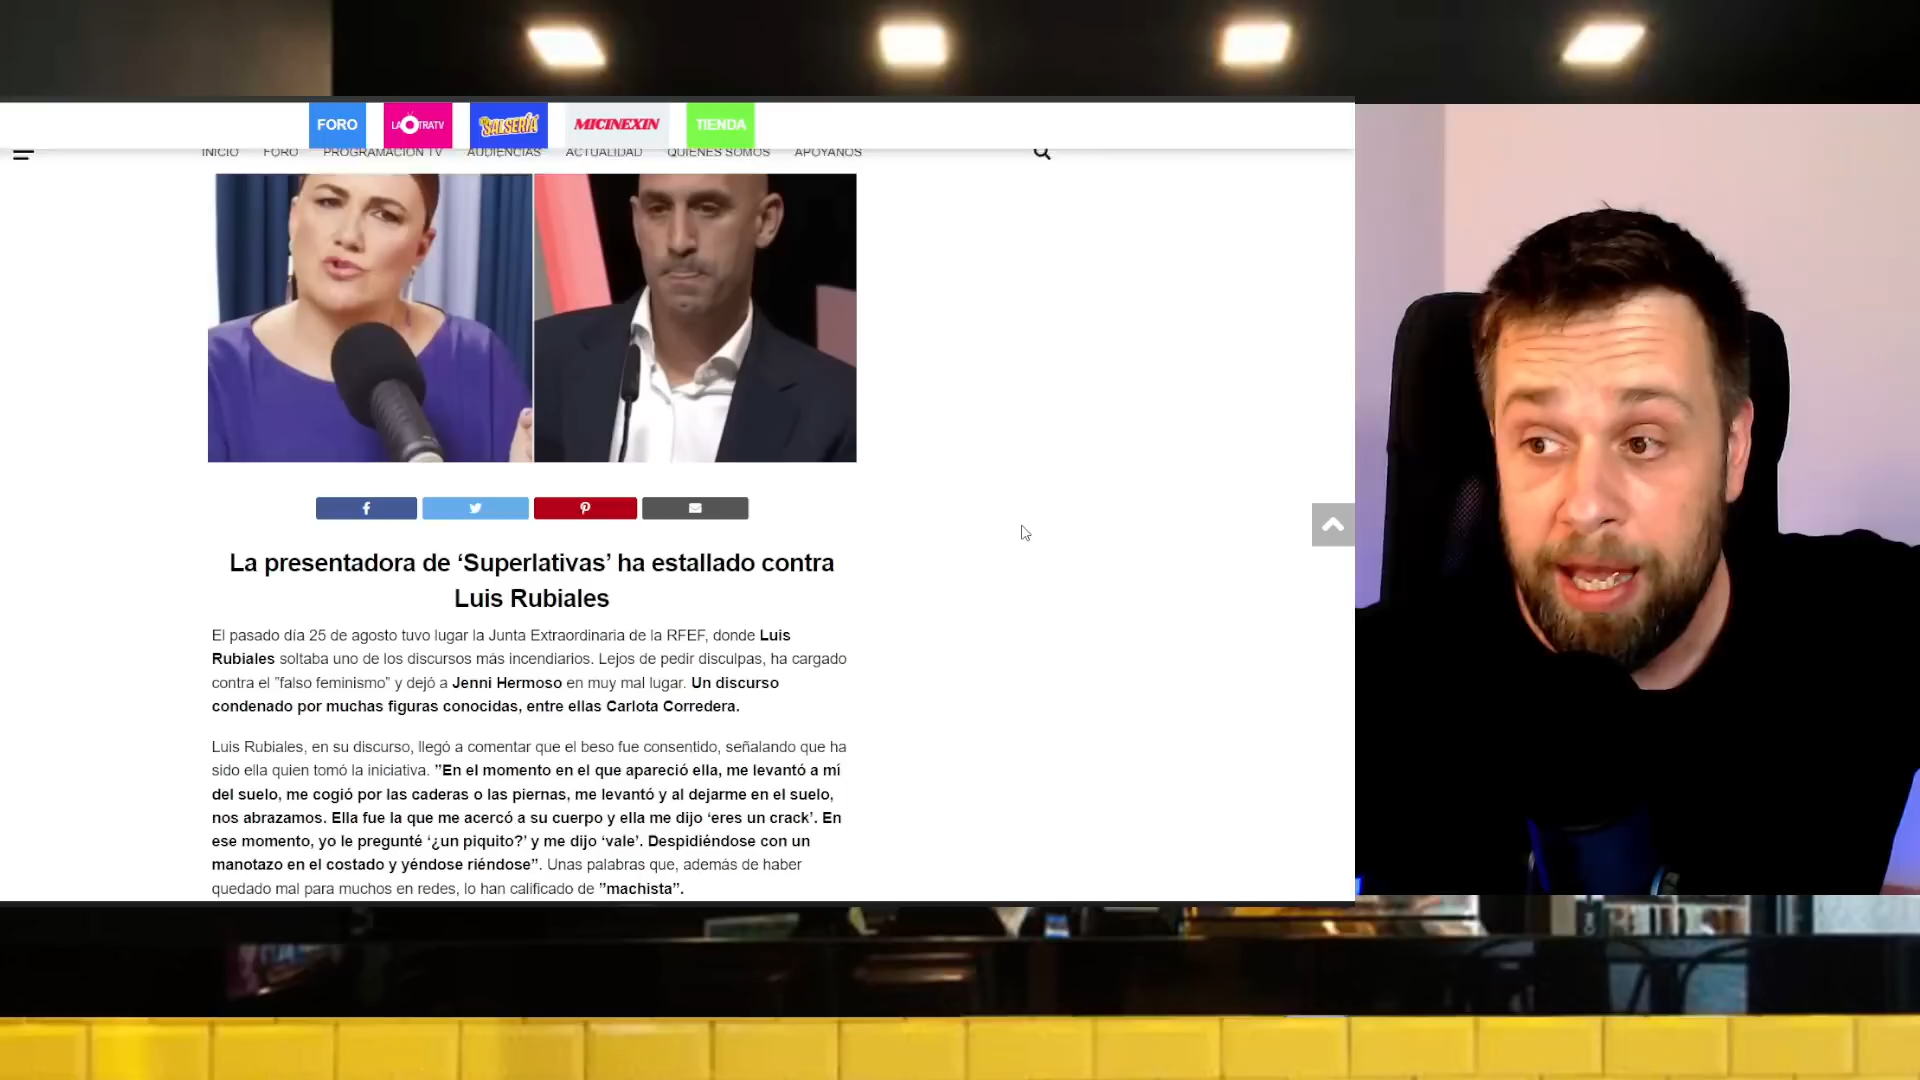 FORO
LA OTRATV
SALSERÍA
MICINEXIN
TIENDA
INICIO FORO PROGRAMACIÓN TV AUDIENCIAS ACTUALIDAD QUIENES SOMOS APÓYANOS
La presentadora de ‘Superlativas’ ha estallado contra
Luis Rubiales
El pasado día 25 de agosto tuvo lugar la Junta Extraordinaria de la RFEF, donde Luis
Rubiales soltaba uno de los discursos más incendiarios. Lejos de pedir disculpas, ha cargado
contra el ”falso feminismo” y dejó a Jenni Hermoso en muy mal lugar. Un discurso
condenado por muchas figuras conocidas, entre ellas Carlota Corredera.
Luis Rubiales, en su discurso, llegó a comentar que el beso fue consentido, señalando que ha
sido ella quien tomó la iniciativa. ”En el momento en el que apareció ella, me levantó a mí
del suelo, me cogió por las caderas o las piernas, me levantó y al dejarme en el suelo,
nos abrazamos. Ella fue la que me acercó a su cuerpo y ella me dijo ‘eres un crack’. En
ese momento, yo le pregunté ‘¿un piquito?’ y me dijo ‘vale’. Despidiéndose con un
manotazo en el costado y yéndose riéndose”. Unas palabras que, además de haber
quedado mal para muchos en redes, lo han calificado de ”machista”.